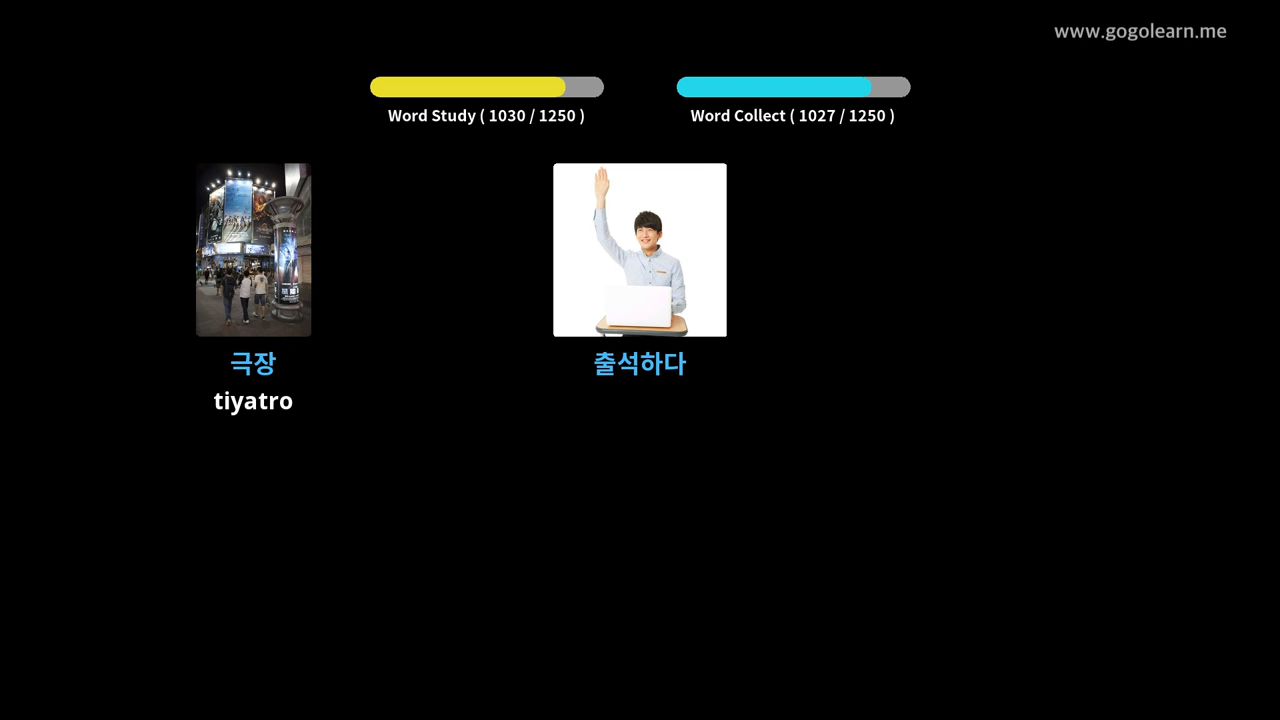 www.gogolearn.me
Word Study ( 1030 / 1250 )
Word Collect ( 1027 / 1250 )
극장
tiyatro
출석하다